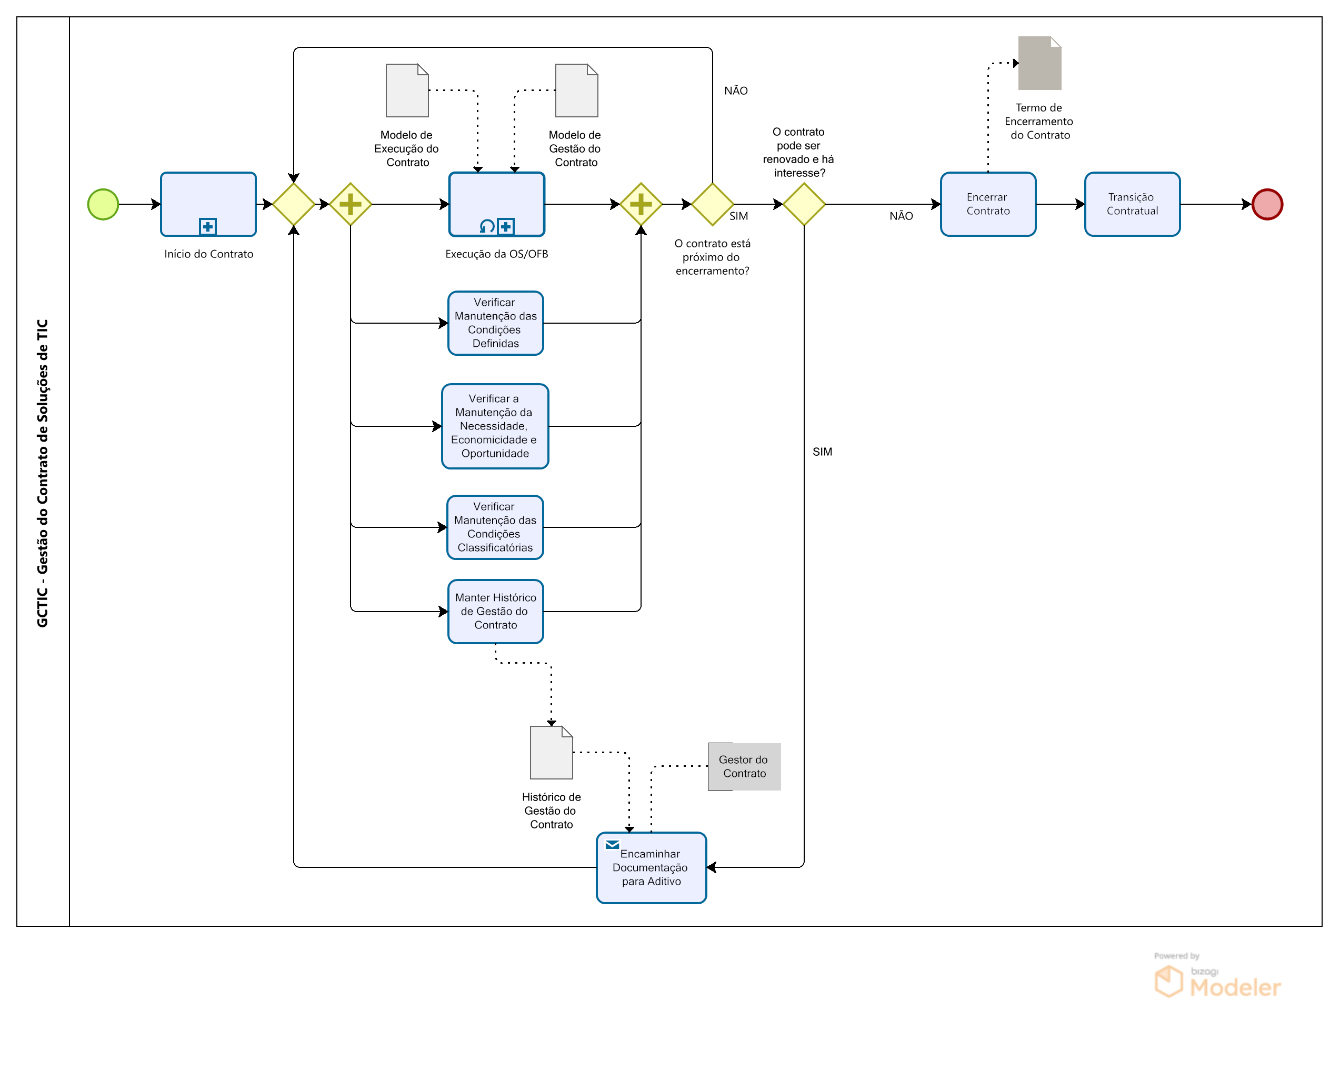 GCTIC - Gestão do Contrato de Soluções de TIC
Início do Contrato
Modelo de
Execução do
Contrato
Modelo de
Gestão do
Contrato
Execução da OS/OFB
Verificar
Manutenção das
Condições
Definidas
Verificar a
Manutenção da
Necessidade,
Economicidade e
Oportunidade
Verificar
Manutenção das
Condições
Classificatórias
Manter Histórico
de Gestão do
Contrato
Histórico de
Gestão do
Contrato
Gestor do
Contrato
Encaminhar
Documentação
para Aditivo
NÃO
SIM
O contrato está
próximo do
encerramento?
O contrato
pode ser
renovado e há
interesse?
NÃO
SIM
Termo de
Encerramento
do Contrato
Encerrar
Contrato
Transição
Contratual
Powered by
bizagi
Modeler